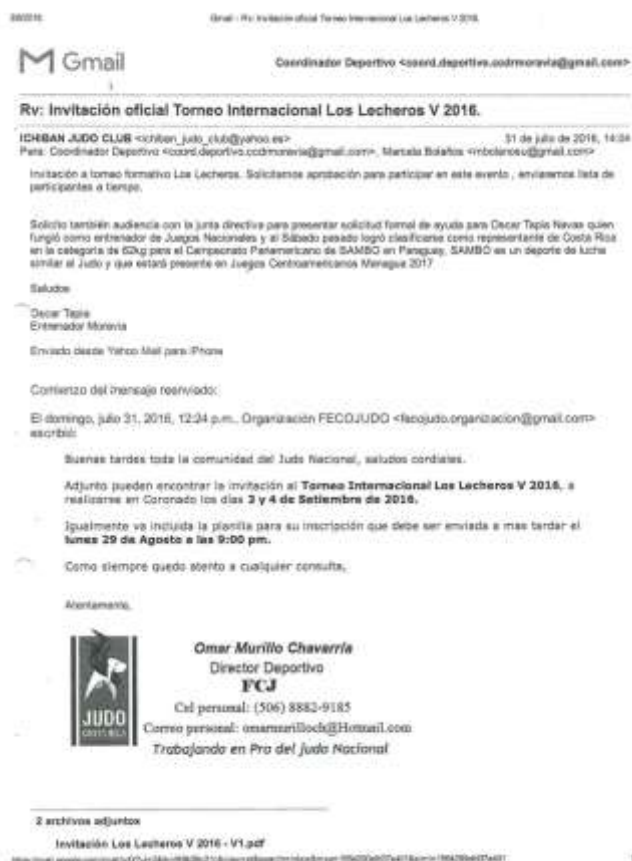 Gmail - Rv: Invitación oficial Torneo Internacional Los Lecheros V 2016.
Gmail
Coordinador Deportivo <coord.deportivo.ccdrmoravia@gmail.com>
Rv: Invitación oficial Torneo Internacional Los Lecheros V 2016.
ICHIBAN JUDO CLUB <ichiban_judo_club@yahoo.es>
31 de julio de 2016, 14:04
Para: Coordinador Deportivo <coord.deportivo.ccdrmoravia@gmail.com>, Marcela Bolaños <mbolanosu@gmail.com>
Invitación a torneo formativo Los Lecheros. Solicitamos aprobación para participar en este evento , enviaremos lista de
participantes a tiempo.
Solicito también audiencia con la junta directiva para presentar solicitud formal de ayuda para Oscar Tapia Navas quien
fungió como entrenador de Juegos Nacionales y el Sábado pasado logró clasificarse como representante de Costa Rica
en la categoría de 62kg para el Campeonato Panamericano de SAMBO en Paraguay, SAMBO es un deporte de lucha
similar al Judo y que estará presente en Juegos Centroamericanos Managua 2017
Saludos
Oscar Tapia
Entrenador Moravia
Enviado desde Yahoo Mail para iPhone
Comienzo del mensaje reenviado:
El domingo, julio 31, 2016, 12:24 p.m., Organización FECOJUDO <fecojudo.organizacion@gmail.com>
escribió:
Buenas tardes toda la comunidad del Judo Nacional, saludos cordiales.
Adjunto pueden encontrar la invitación al Torneo Internacional Los Lecheros V 2016, a
realizarse en Coronado los días 3 y 4 de Setiembre de 2016.
Igualmente va incluida la planilla para su inscripción que debe ser enviada a mas tardar el
lunes 29 de Agosto a las 9:00 pm.
Como siempre quedo atento a cualquier consulta,
Atentamente,
Omar Murillo Chavarría
Director Deportivo
FCJ
Cel personal: (506) 8882-9185
Correo personal: omarmurilloch@Hotmail.com
Trabajando en Pro del judo Nacional
JUDO
COSTA RICA
2 archivos adjuntos
Invitación Los Lecheros V 2016 - V1.pdf